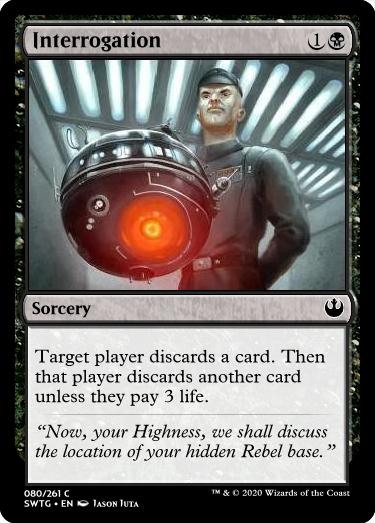 Interrogation 1
Sorcery
Target player discards a card. Then
that player discards another card
unless they pay 3 life.
“Now, your Highness, we shall discuss
the location of your hidden Rebel base.”
080/261 C
™ & © 2020 Wizards of the Coast
SWTG • EN Jason Juta